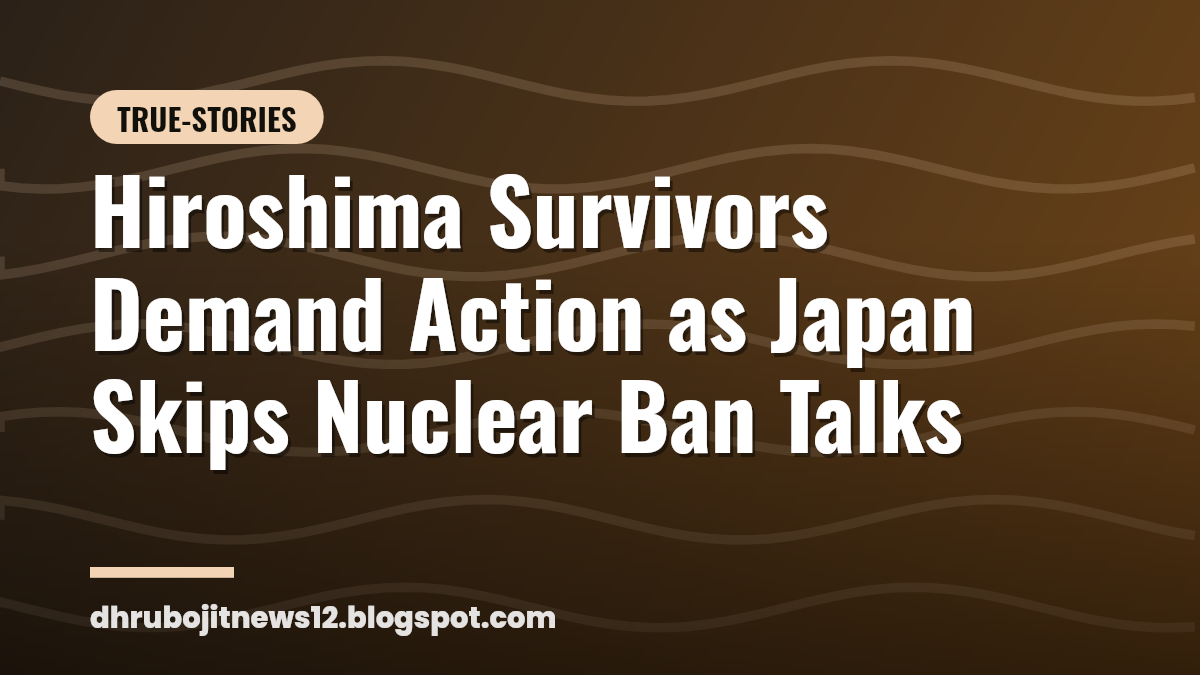 TRUE-STORIES
Hiroshima Survivors
Demand Action as Japan
Skips Nuclear Ban Talks
dhrubojitnews12.blogspot.com